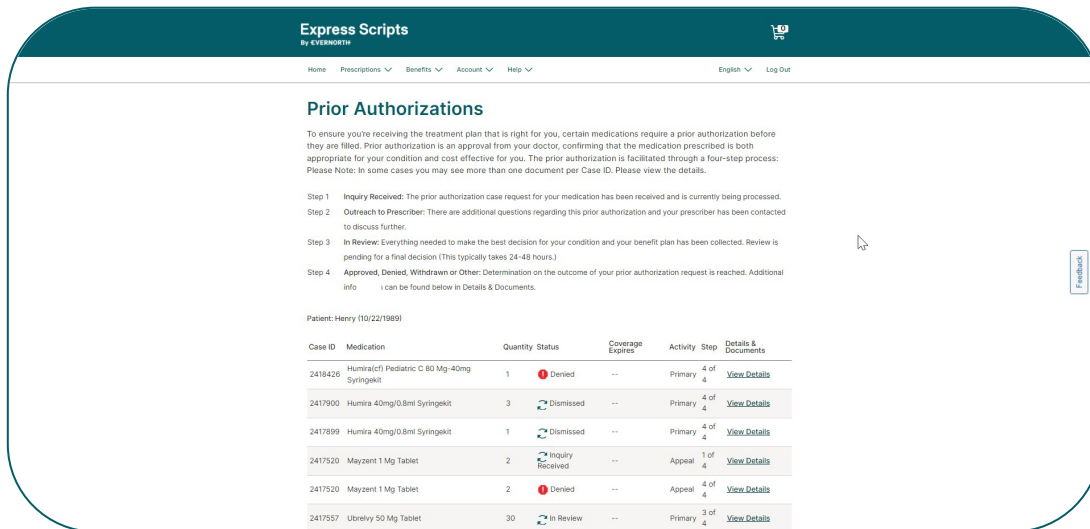 Express Scripts
By EVERNORTH
0
Home Prescriptions Benefits Account Help English Log Out
Prior Authorizations
To ensure you're receiving the treatment plan that is right for you, certain medications require a prior authorization before
they are filled. Prior authorization is an approval from your doctor, confirming that the medication prescribed is both
appropriate for your condition and cost effective for you. The prior authorization is facilitated through a four-step process:
Please Note: In some cases you may see more than one document per Case ID. Please view the details.
Step 1 Inquiry Received: The prior authorization case request for your medication has been received and is currently being processed.
Step 2 Outreach to Prescriber: There are additional questions regarding this prior authorization and your prescriber has been contacted
to discuss further.
Step 3 In Review: Everything needed to make the best decision for your condition and your benefit plan has been collected. Review is
pending for a final decision (This typically takes 24-48 hours.)
Step 4 Approved, Denied, Withdrawn or Other: Determination on the outcome of your prior authorization request is reached. Additional
info can be found below in Details & Documents.
Feedback
Patient: Henry (10/22/1989)
Case ID Medication Quantity Status Coverage Expires Activity Step Details & Documents
2418426 Humira(cf) Pediatric C 80 Mg-40mg Syringekit 1 Denied -- Primary 4 of 4 View Details
2417900 Humira 40mg/0.8ml Syringekit 3 Dismissed -- Primary 4 of 4 View Details
2417899 Humira 40mg/0.8ml Syringekit 1 Dismissed -- Primary 4 of 4 View Details
2417520 Mayzent 1 Mg Tablet 2 Inquiry Received -- Appeal 1 of 4 View Details
2417520 Mayzent 1 Mg Tablet 2 Denied -- Appeal 4 of 4 View Details
2417557 Ubrelvy 50 Mg Tablet 30 In Review -- Primary 3 of 4 View Details